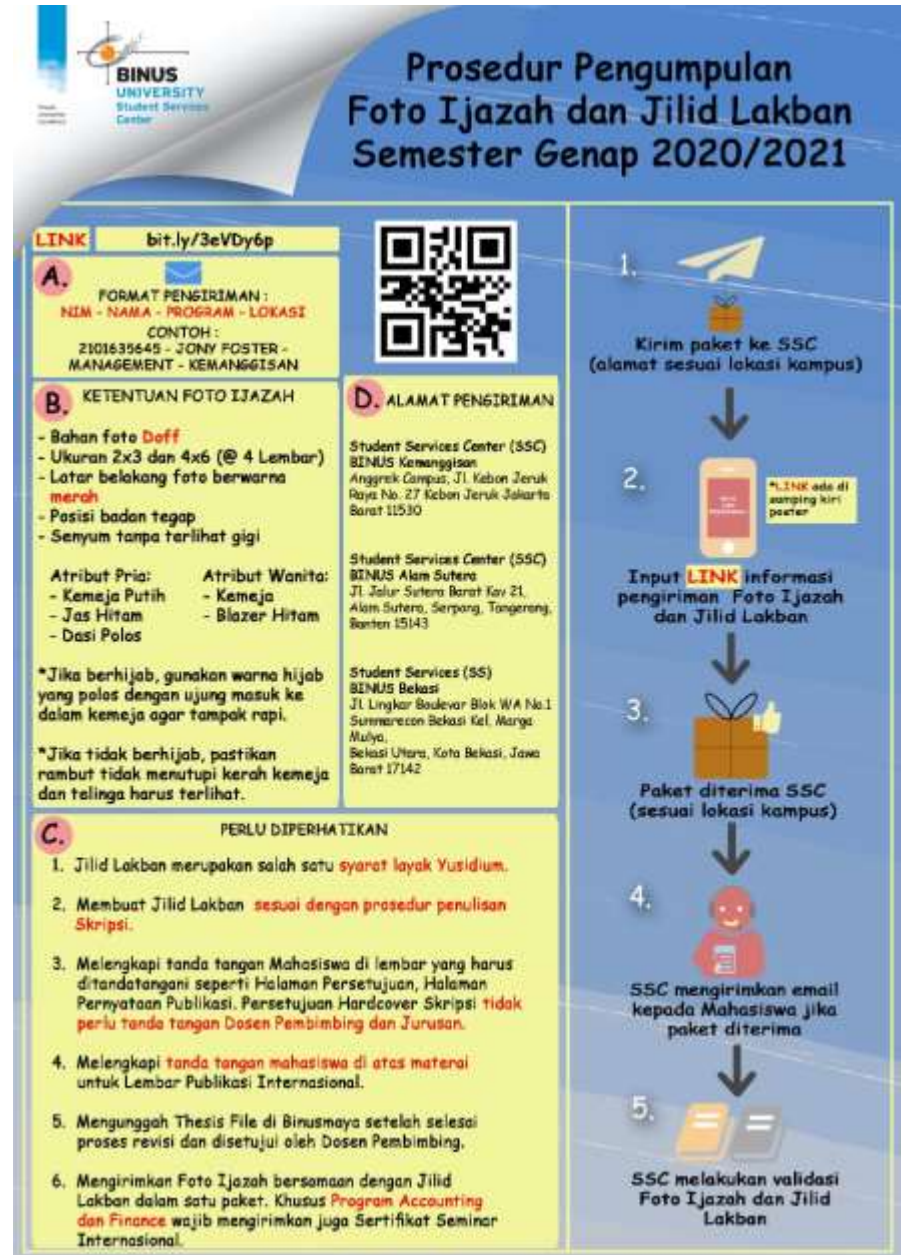 BINUS
UNIVERSITY
Student Services
Center
Prosedur Pengumpulan
Foto Ijazah dan Jilid Lakban
Semester Genap 2020/2021
LINK bit.ly/3eVDy6p
A.
FORMAT PENGIRIMAN :
NIM - NAMA - PROGRAM - LOKASI
CONTOH :
2101635645 - JONY FOSTER -
MANAGEMENT - KEMANGGISAN
B. KETENTUAN FOTO IJAZAH
- Bahan foto Doff
- Ukuran 2x3 dan 4x6 (@ 4 Lembar)
- Latar belakang foto berwarna
merah
- Posisi badan tegap
- Senyum tanpa terlihat gigi
Atribut Pria:
- Kemeja Putih
- Jas Hitam
- Dasi Polos
Atribut Wanita:
- Kemeja
- Blazer Hitam
*Jika berhijab, gunakan warna hijab
yang polos dengan ujung masuk ke
dalam kemeja agar tampak rapi.
*Jika tidak berhijab, pastikan
rambut tidak menutupi kerah kemeja
dan telinga harus terlihat.
D. ALAMAT PENGIRIMAN
Student Services Center (SSC)
BINUS Kemanggisan
Anggrek Campus, Jl. Kebon Jeruk
Raya No. 27 Kebon Jeruk Jakarta
Barat 11530
Student Services Center (SSC)
BINUS Alam Sutera
Jl. Jalur Sutera Barat Kav 21,
Alam Sutera, Serpong, Tangerang,
Banten 15143
Student Services (SS)
BINUS Bekasi
Jl. Lingkar Boulevar Blok WA No.1
Summarecon Bekasi Kel. Marga
Mulya,
Bekasi Utara, Kota Bekasi, Jawa
Barat 17142
C. PERLU DIPERHATIKAN
1. Jilid Lakban merupakan salah satu syarat layak Yusidium.
2. Membuat Jilid Lakban sesuai dengan prosedur penulisan
Skripsi.
3. Melengkapi tanda tangan Mahasiswa di lembar yang harus
ditandatangani seperti Halaman Persetujuan, Halaman
Pernyataan Publikasi. Persetujuan Hardcover Skripsi tidak
perlu tanda tangan Dosen Pembimbing dan Jurusan.
4. Melengkapi tanda tangan mahasiswa di atas materai
untuk Lembar Publikasi Internasional.
5. Mengunggah Thesis File di Binusmaya setelah selesai
proses revisi dan disetujui oleh Dosen Pembimbing.
6. Mengirimkan Foto Ijazah bersamaan dengan Jilid
Lakban dalam satu paket. Khusus Program Accounting
dan Finance wajib mengirimkan juga Sertifikat Seminar
Internasional.
1.
Kirim paket ke SSC
(alamat sesuai lokasi kampus)
2.
*LINK ada di
samping kiri
poster
Input LINK informasi
pengiriman Foto Ijazah
dan Jilid Lakban
3.
Paket diterima SSC
(sesuai lokasi kampus)
4.
SSC mengirimkan email
kepada Mahasiswa jika
paket diterima
5.
SSC melakukan validasi
Foto Ijazah dan Jilid
Lakban